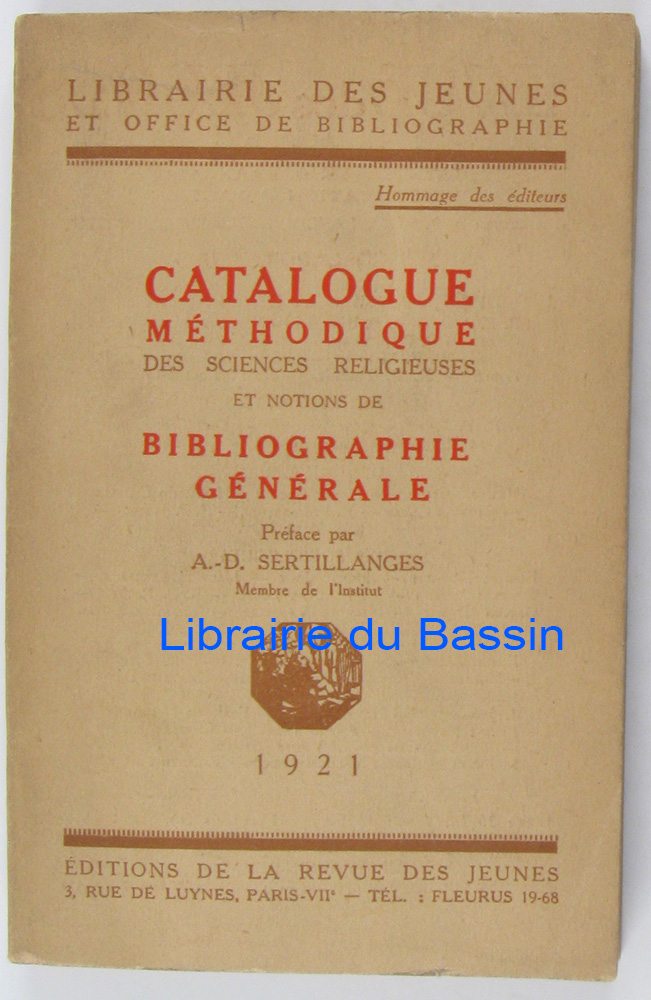 LIBRAIRIE DES JEUNES
ET OFFICE DE BIBLIOGRAPHIE
Hommage des éditeurs
CATALOGUE
MÉTHODIQUE
DES SCIENCES RELIGIEUSES
ET NOTIONS DE
BIBLIOGRAPHIE
GÉNÉRALE
Préface par
A.-D. SERTILLANGES
Membre de l'Institut
Librairie du Bassin
1921
ÉDITIONS DE LA REVUE DES JEUNES
3, RUE DE LUYNES, PARIS-VIIe — TÉL. : FLEURUS 19-68